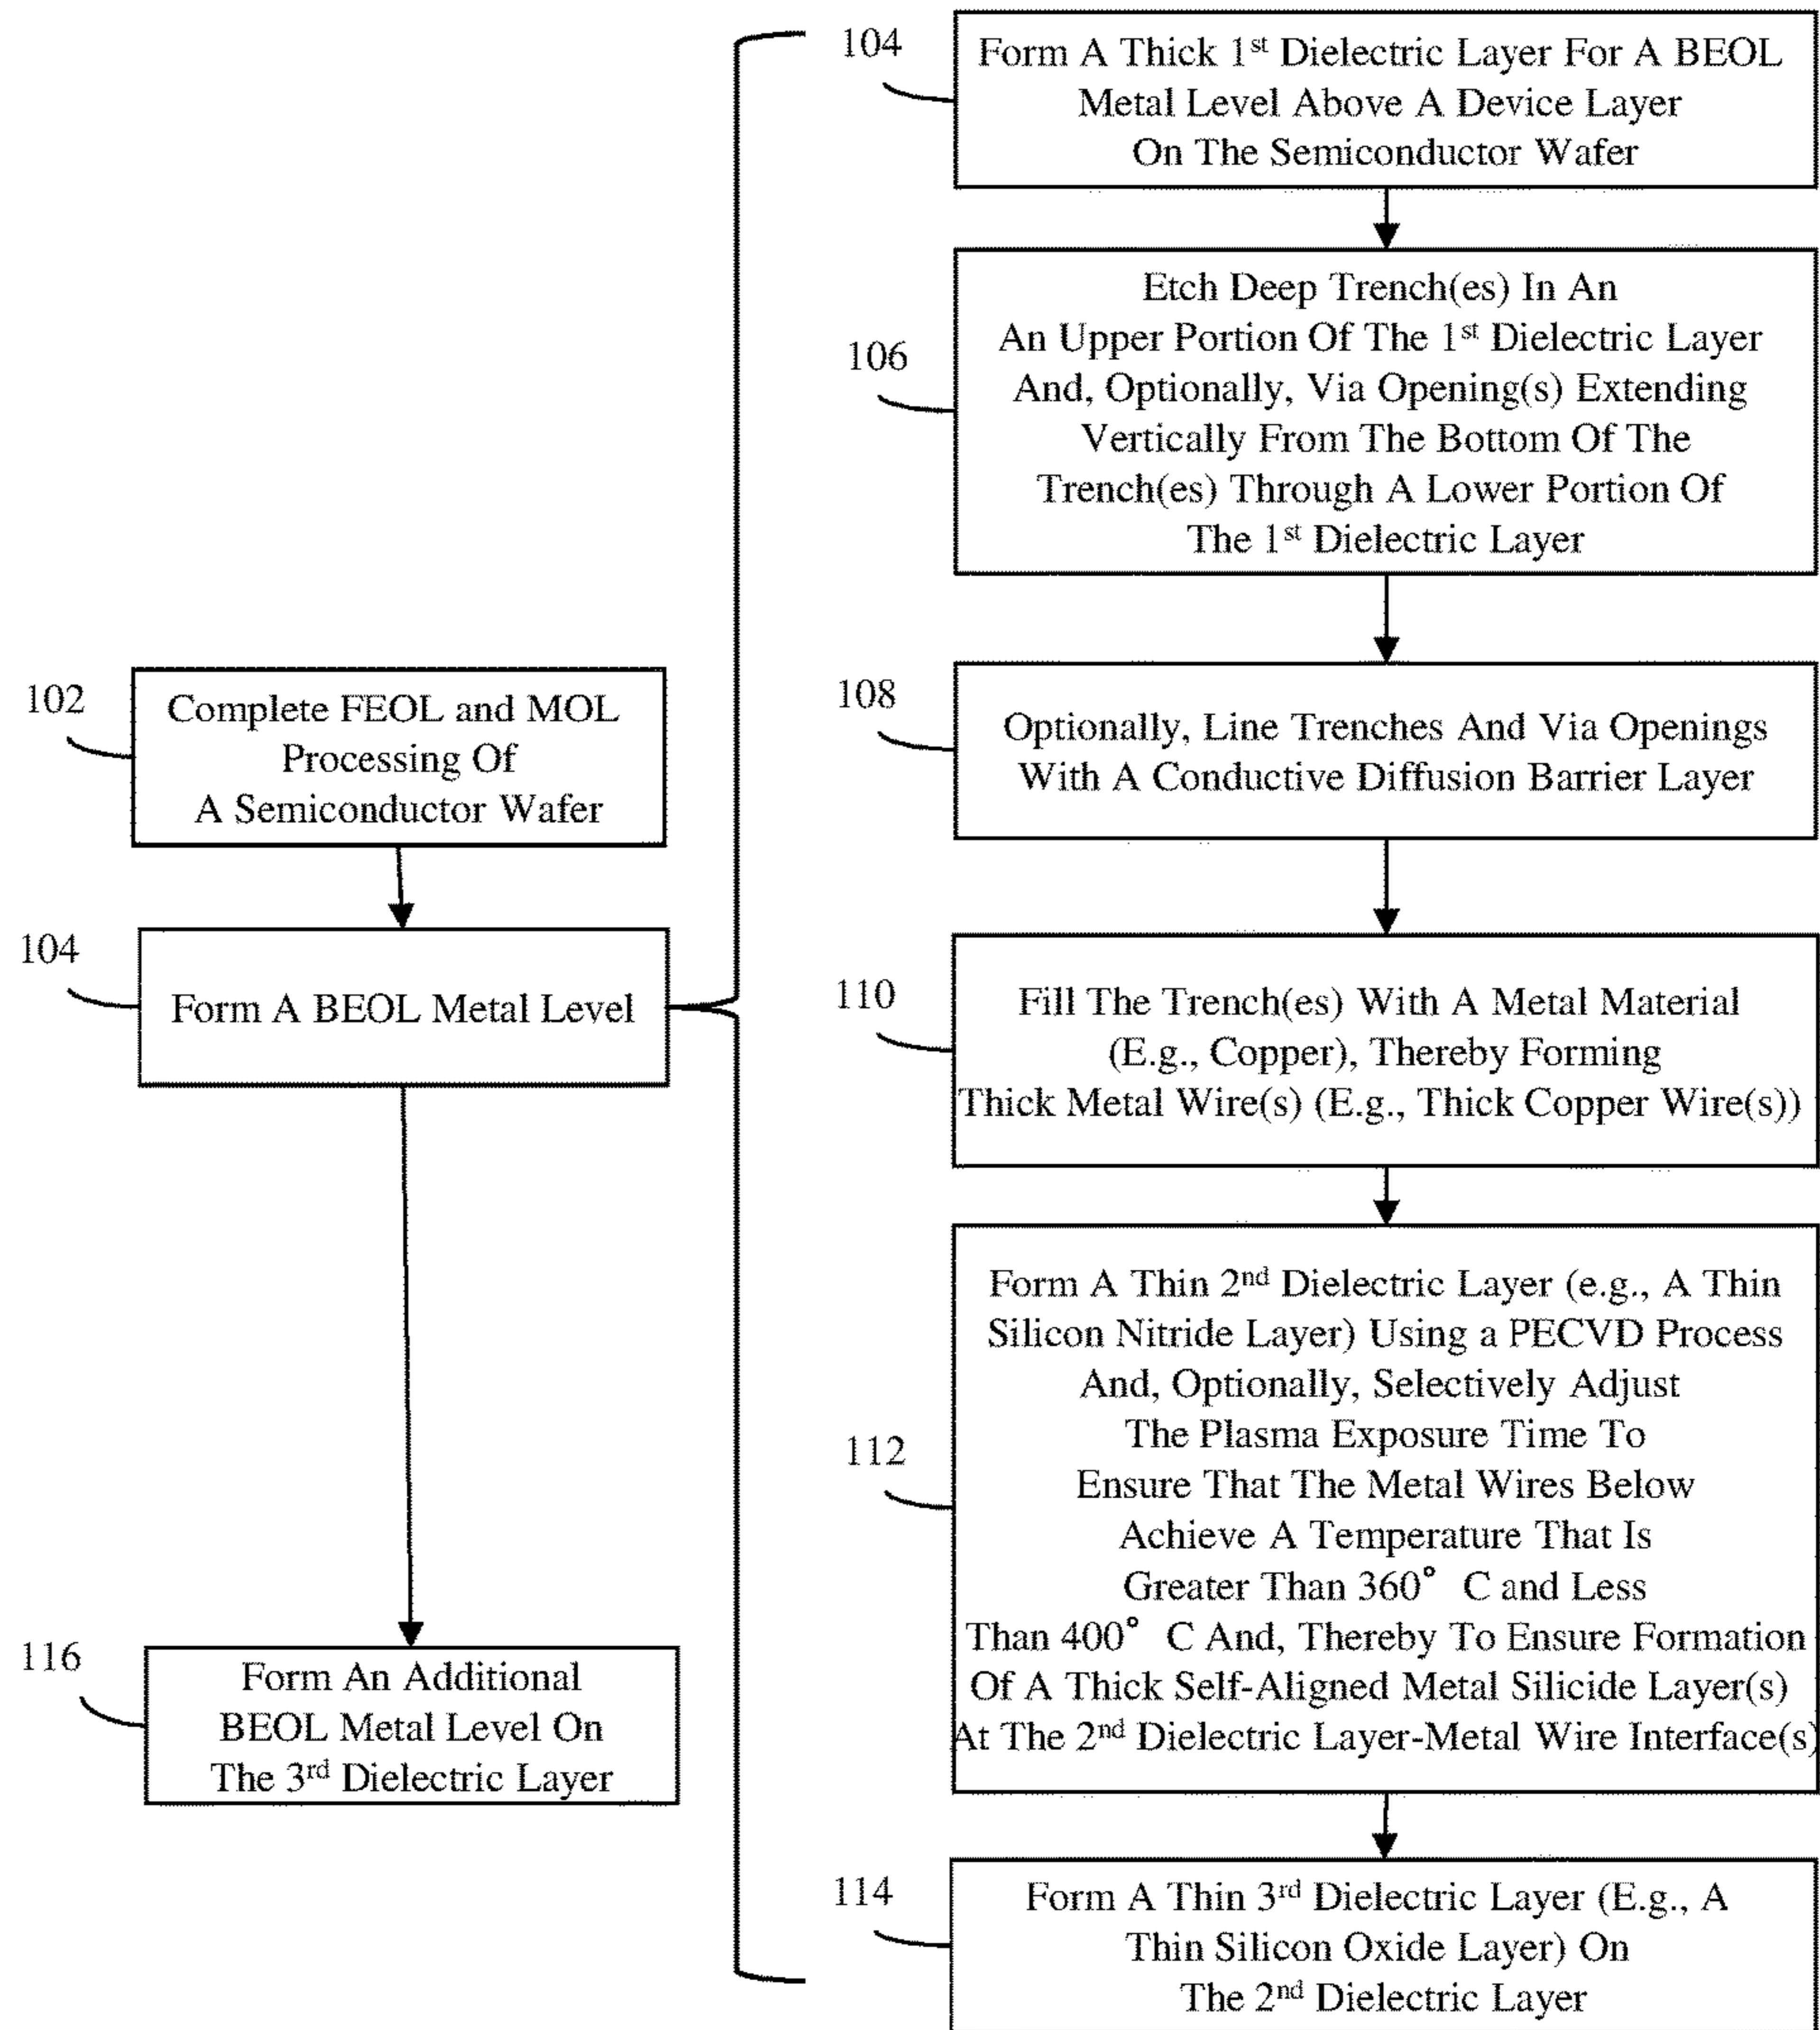 102
Complete FEOL and MOL
Processing Of
A Semiconductor Wafer
104
Form A BEOL Metal Level
116
Form An Additional
BEOL Metal Level On
The 3rd Dielectric Layer
104
Form A Thick 1st Dielectric Layer For A BEOL
Metal Level Above A Device Layer
On The Semiconductor Wafer
106
Etch Deep Trench(es) In An
An Upper Portion Of The 1st Dielectric Layer
And, Optionally, Via Opening(s) Extending
Vertically From The Bottom Of The
Trench(es) Through A Lower Portion Of
The 1st Dielectric Layer
108
Optionally, Line Trenches And Via Openings
With A Conductive Diffusion Barrier Layer
110
Fill The Trench(es) With A Metal Material
(E.g., Copper), Thereby Forming
Thick Metal Wire(s) (E.g., Thick Copper Wire(s))
112
Form A Thin 2nd Dielectric Layer (e.g., A Thin
Silicon Nitride Layer) Using a PECVD Process
And, Optionally, Selectively Adjust
The Plasma Exposure Time To
Ensure That The Metal Wires Below
Achieve A Temperature That Is
Greater Than 360° C and Less
Than 400° C And, Thereby To Ensure Formation
Of A Thick Self-Aligned Metal Silicide Layer(s)
At The 2nd Dielectric Layer-Metal Wire Interface(s)
114
Form A Thin 3rd Dielectric Layer (E.g., A
Thin Silicon Oxide Layer) On
The 2nd Dielectric Layer